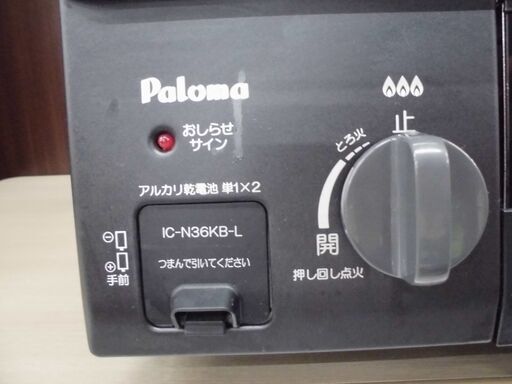 Paloma
おしらせ
サイン
アルカリ乾電池 単1×2
IC-N36KB-L
つまんで引いてください
⊖
⊕
手前
止
とろ火
開
押し回し点火